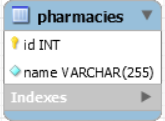 pharmacies
id INT
name VARCHAR(255)
Indexes